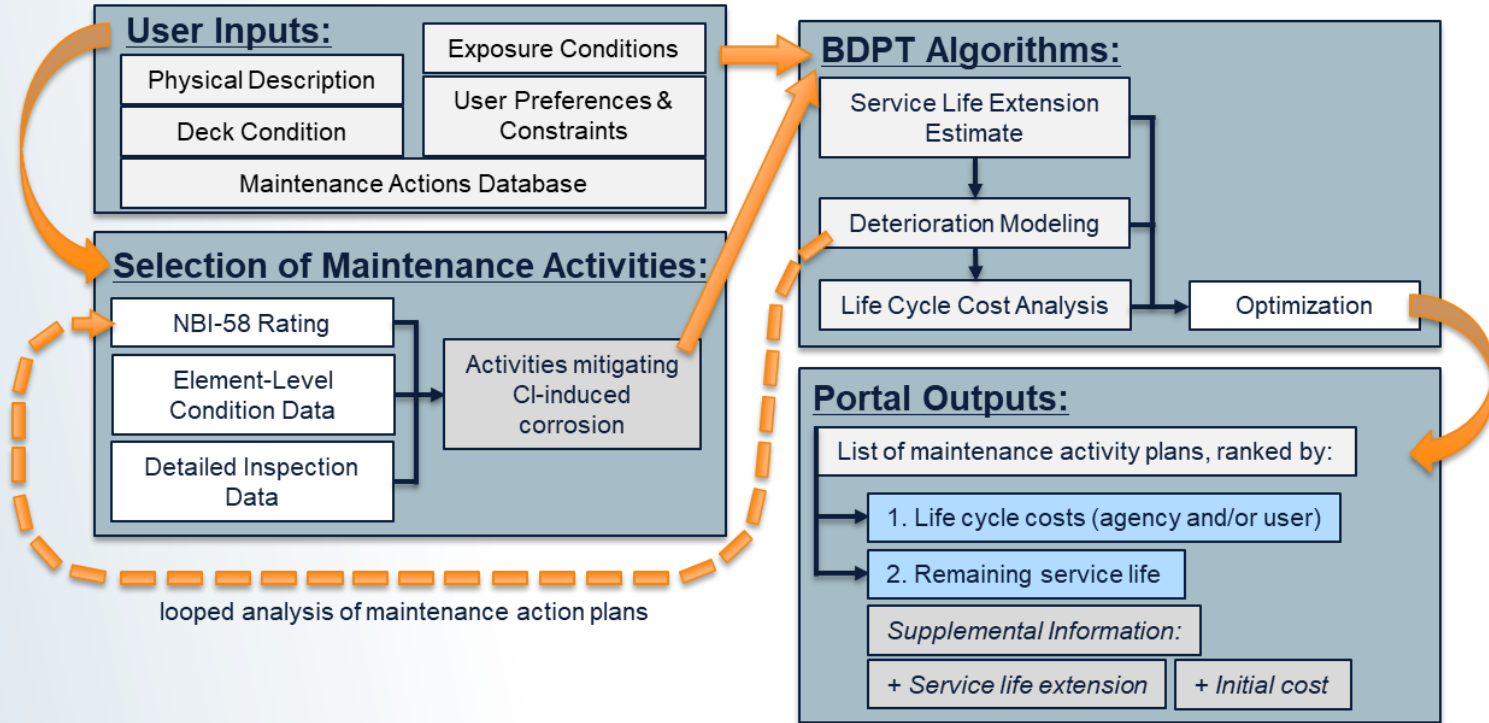 User Inputs:
Physical Description
Deck Condition
Exposure Conditions
User Preferences &
Constraints
Maintenance Actions Database
Selection of Maintenance Activities:
NBI-58 Rating
Element-Level
Condition Data
Detailed Inspection
Data
Activities mitigating
Cl-induced
corrosion
looped analysis of maintenance action plans
BDPT Algorithms:
Service Life Extension
Estimate
Deterioration Modeling
Life Cycle Cost Analysis
Optimization
Portal Outputs:
List of maintenance activity plans, ranked by:
1. Life cycle costs (agency and/or user)
2. Remaining service life
Supplemental Information:
+ Service life extension
+ Initial cost